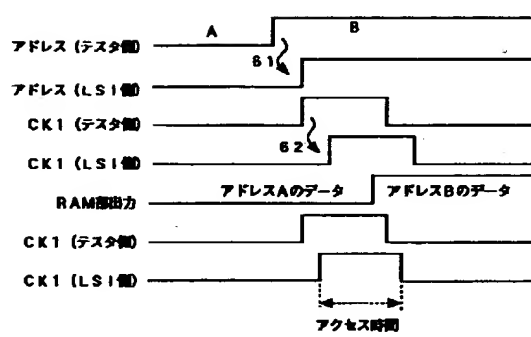 A B
アドレス (テスタ側)
61
アドレス (LSI側)
CK1 (テスタ側)
62
CK1 (LSI側)
アドレスAのデータ アドレスBのデータ
RAM部出力
CK1 (テスタ側)
CK1 (LSI側)
アクセス時間